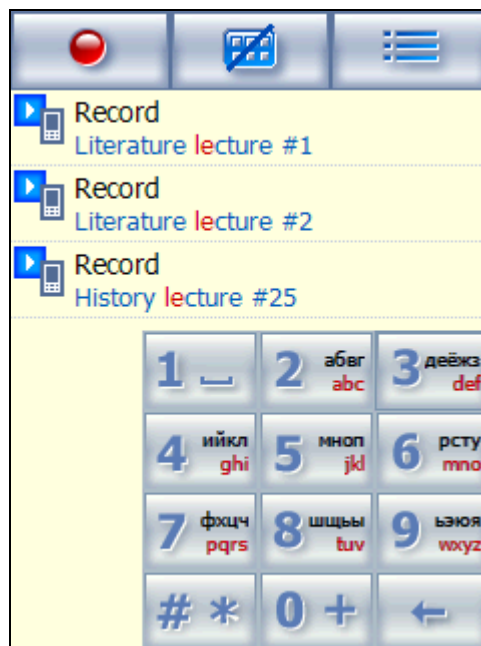 Record
Literature lecture #1
Record
Literature lecture #2
Record
History lecture #25
1 ⎵ 2 абвг abc 3 деёжз def
4 ийкл ghi 5 мноп jkl 6 рсту mno
7 фхцч pqrs 8 шщьы tuv 9 ьэюя wxyz
# * 0 + ←